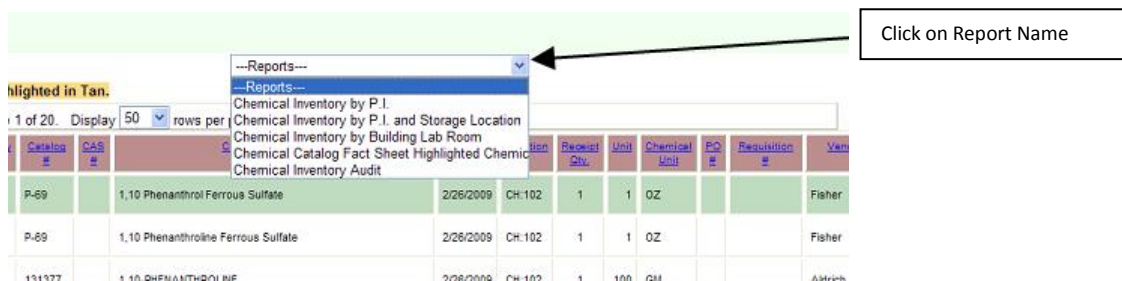 Click on Report Name
---Reports---
---Reports---
Chemical Inventory by P.I.
Chemical Inventory by P.I. and Storage Location
Chemical Inventory by Building Lab Room
Chemical Catalog Fact Sheet Highlighted Chemic
Chemical Inventory Audit
hlighted in Tan.
1 of 20. Display 50 rows per
Catalog # CAS # Receipt Qty. Unit Chemical Unit PO # Requisition #
P-69 1,10 Phenanthrol Ferrous Sulfate 2/26/2009 CH:102 1 1 OZ Fisher
P-69 1,10 Phenanthroline Ferrous Sulfate 2/26/2009 CH:102 1 1 OZ Fisher
131377 1,10-PHENANTHROLINE 2/26/2009 CH:102 1 100 GM Aldrich